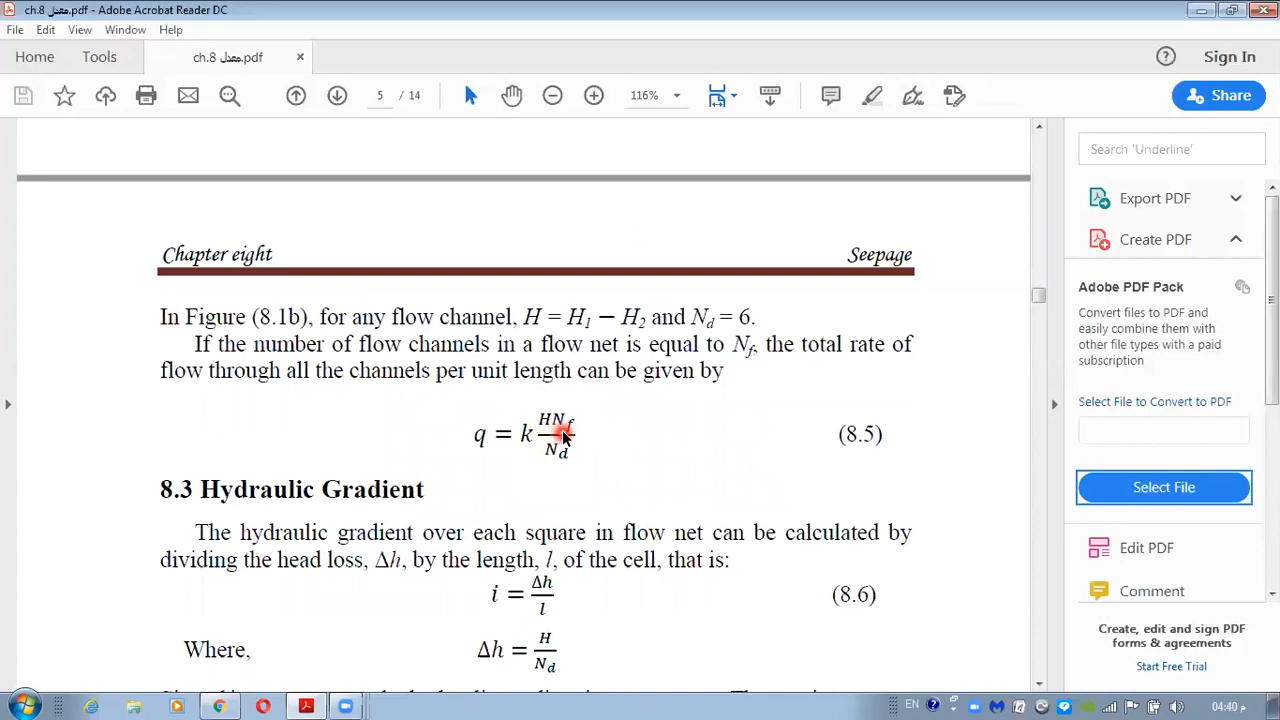 ch.8 معدل.pdf - Adobe Acrobat Reader DC
File Edit View Window Help
Home Tools ch.8 معدل.pdf Sign In
5 / 14 116% Share
Search 'Underline'
Export PDF
Create PDF
Adobe PDF Pack
Convert files to PDF and
easily combine them with
other file types with a paid
subscription
Select File to Convert to PDF
Select File
Edit PDF
Comment
Create, edit and sign PDF
forms & agreements
Start Free Trial
Chapter eight Seepage
In Figure (8.1b), for any flow channel, H = H1 − H2 and Nd = 6.
If the number of flow channels in a flow net is equal to Nf, the total rate of
flow through all the channels per unit length can be given by
q = k HNf / Nd (8.5)
8.3 Hydraulic Gradient
The hydraulic gradient over each square in flow net can be calculated by
dividing the head loss, Δh, by the length, l, of the cell, that is:
i = Δh / l (8.6)
Where, Δh = H / Nd
EN 04:40 م